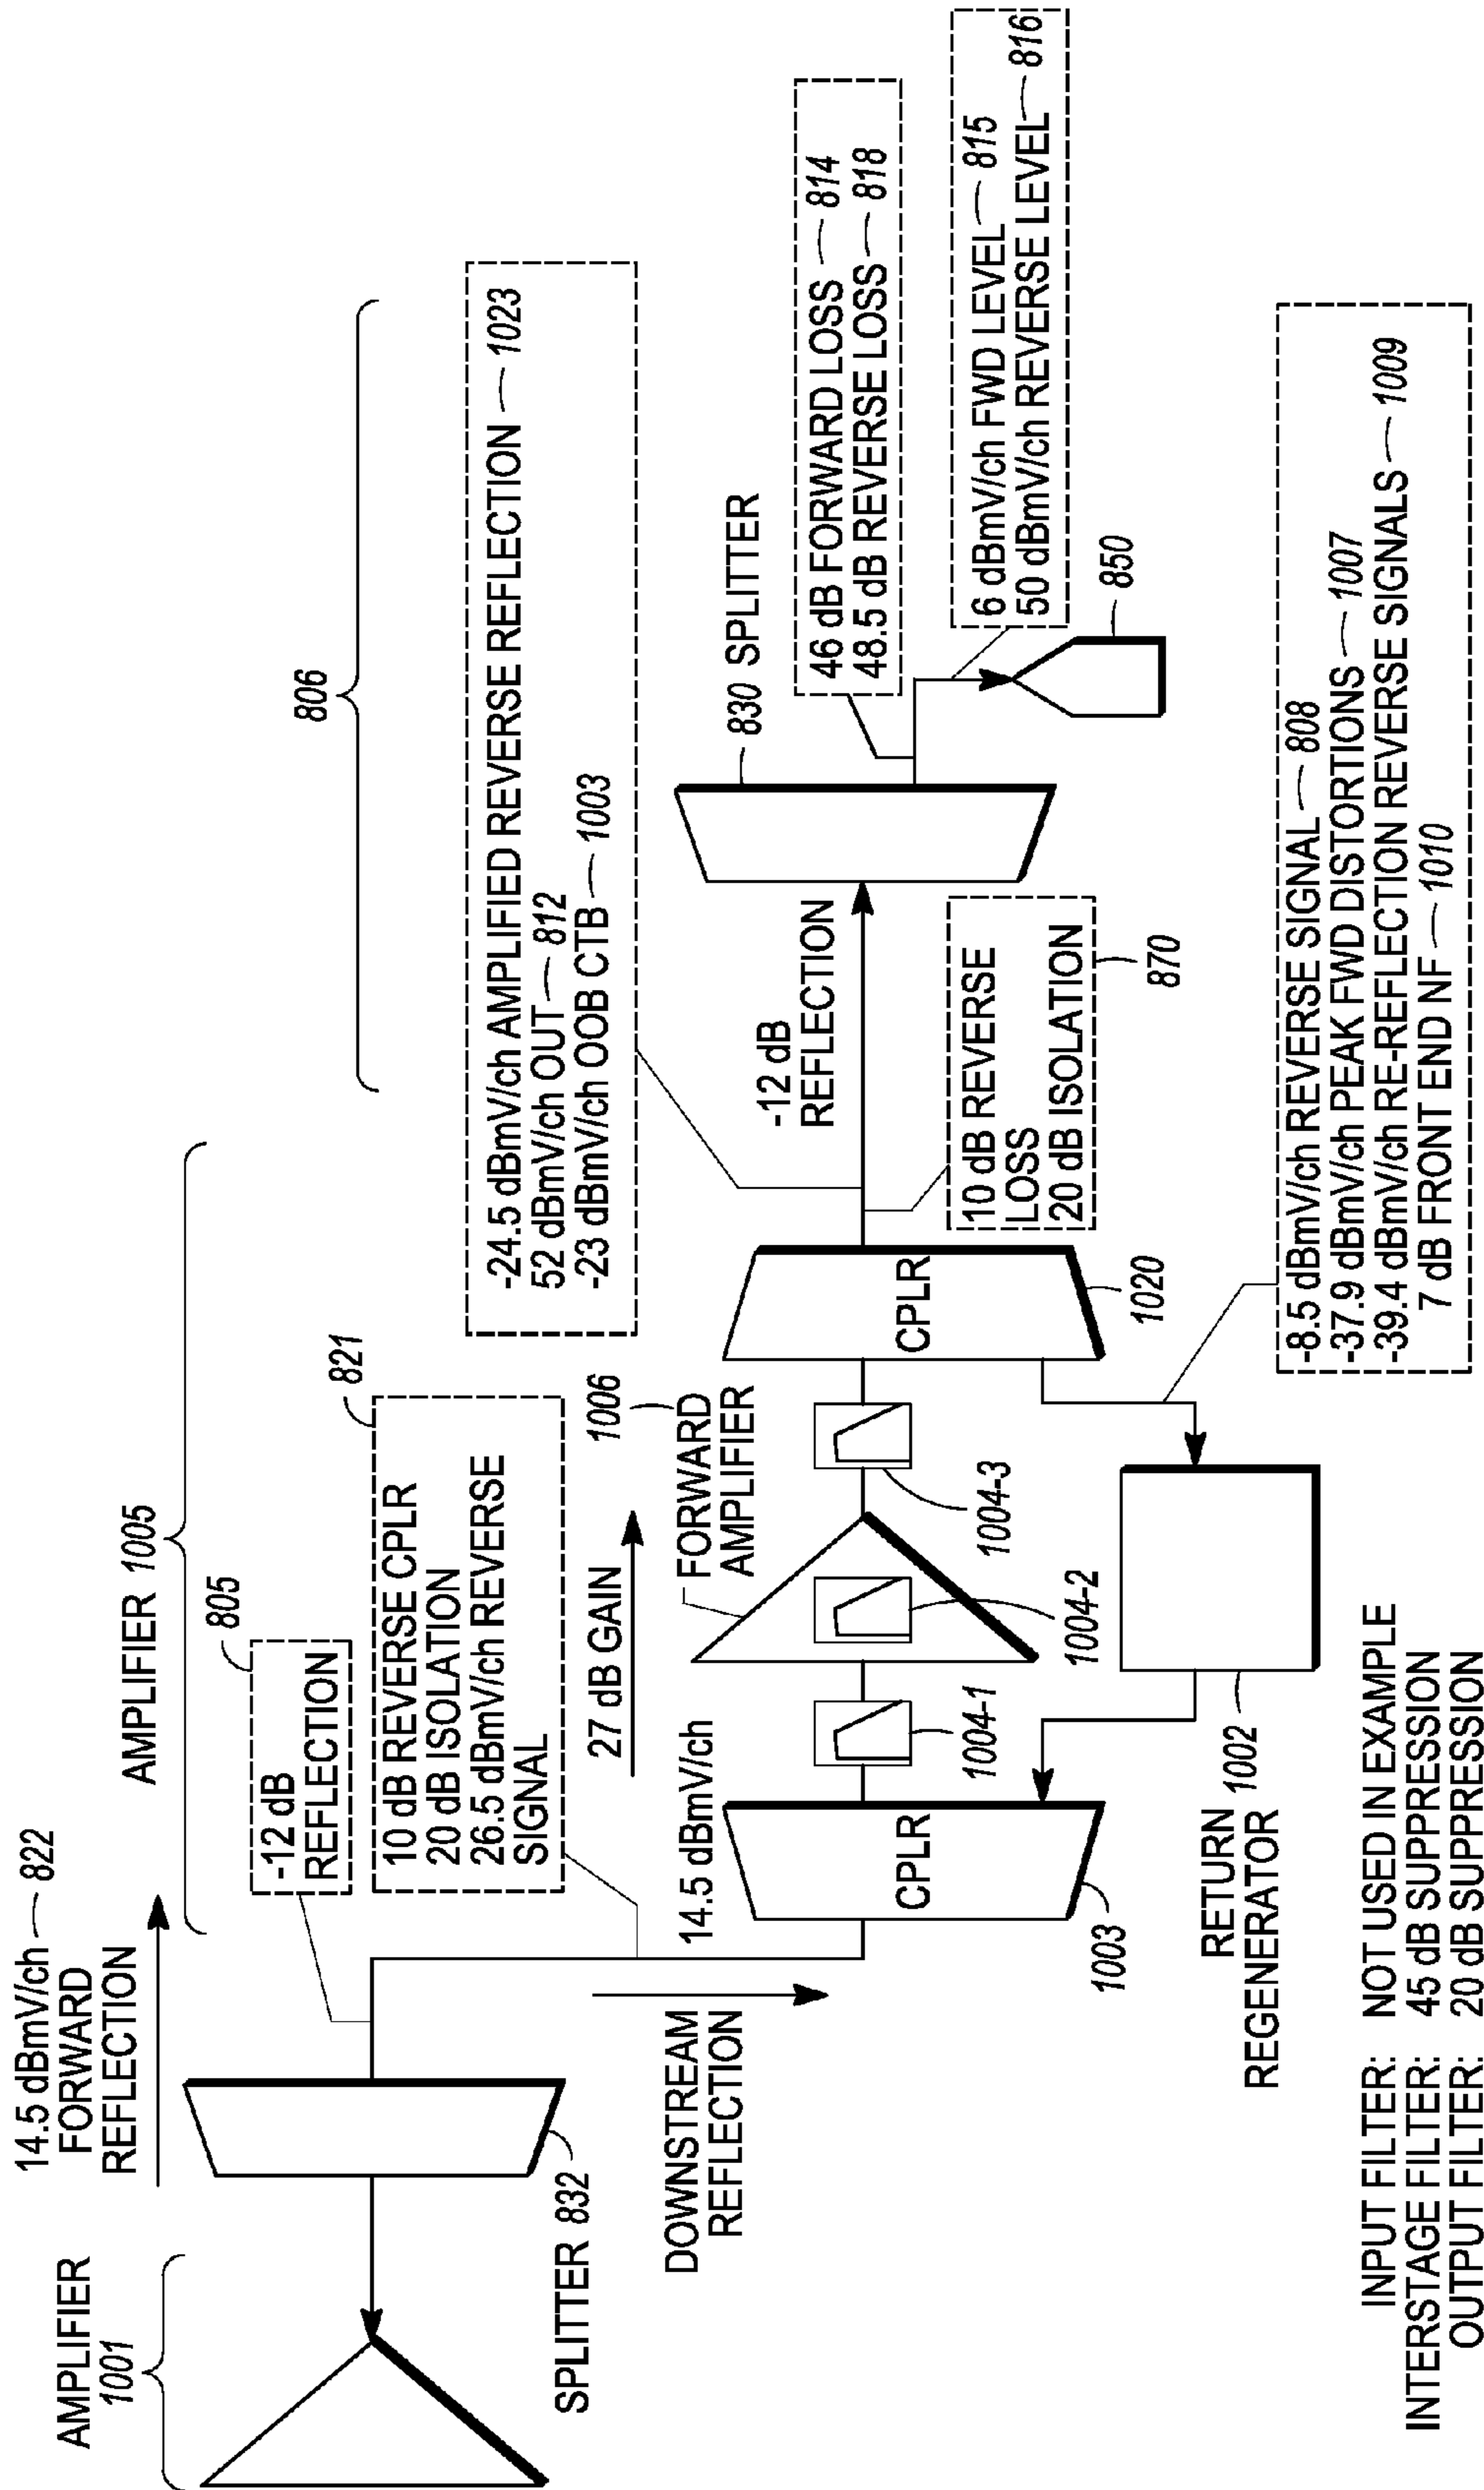 AMPLIFIER
1001
14.5 dBmV/ch 822
FORWARD
REFLECTION
SPLITTER 832
AMPLIFIER 1005
805
-12 dB
REFLECTION
821
10 dB REVERSE CPLR
20 dB ISOLATION
26.5 dBmV/ch REVERSE
SIGNAL
DOWNSTREAM
REFLECTION
14.5 dBmV/ch
27 dB GAIN
1006
FORWARD
AMPLIFIER
CPLR
1003
1004-1
1004-2
1004-3
CPLR
1020
RETURN
REGENERATOR
1002
806
-24.5 dBmV/ch AMPLIFIED REVERSE REFLECTION 1023
52 dBmV/ch OUT 812
-23 dBmV/ch OOB CTB 1003
-12 dB
REFLECTION
10 dB REVERSE
LOSS
20 dB ISOLATION
870
830 SPLITTER
46 dB FORWARD LOSS 814
48.5 dB REVERSE LOSS 818
6 dBmV/ch FWD LEVEL 815
50 dBmV/ch REVERSE LEVEL 816
850
-8.5 dBmV/ch REVERSE SIGNAL 808
-37.9 dBmV/ch PEAK FWD DISTORTIONS 1007
-39.4 dBmV/ch RE-REFLECTION REVERSE SIGNALS 1009
7 dB FRONT END NF 1010
INPUT FILTER: NOT USED IN EXAMPLE
INTERSTAGE FILTER: 45 dB SUPPRESSION
OUTPUT FILTER: 20 dB SUPPRESSION